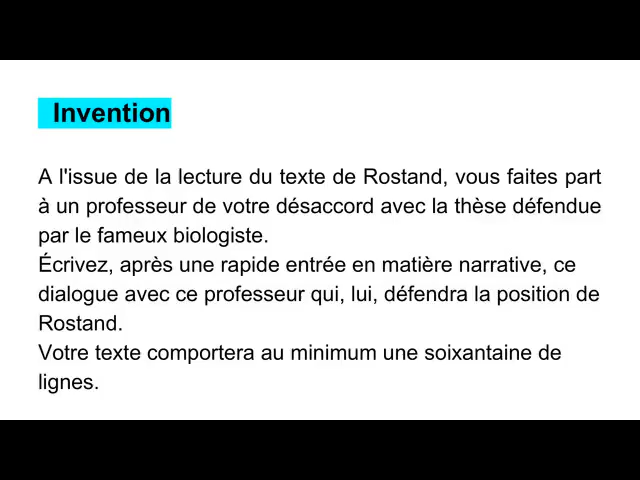 Invention
A l'issue de la lecture du texte de Rostand, vous faites part
à un professeur de votre désaccord avec la thèse défendue
par le fameux biologiste.
Écrivez, après une rapide entrée en matière narrative, ce
dialogue avec ce professeur qui, lui, défendra la position de
Rostand.
Votre texte comportera au minimum une soixantaine de
lignes.